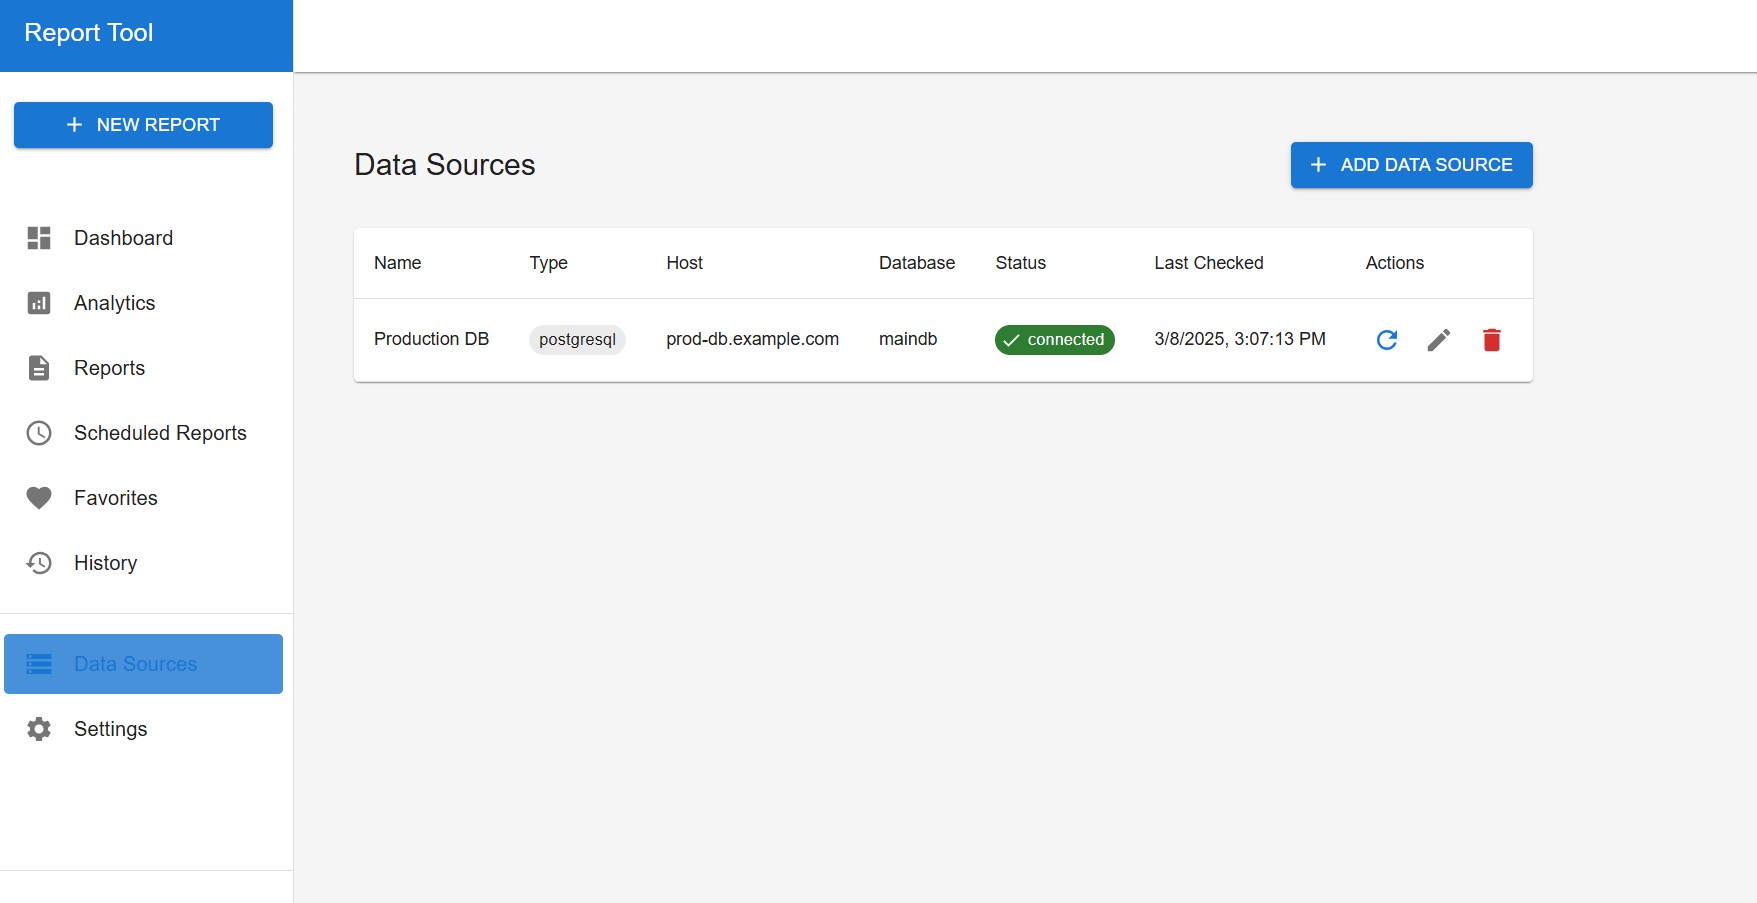 Report Tool
NEW REPORT
Dashboard
Analytics
Reports
Scheduled Reports
Favorites
History
Data Sources
Settings
Data Sources
ADD DATA SOURCE
Name Type Host Database Status Last Checked Actions
Production DB postgresql prod-db.example.com maindb connected 3/8/2025, 3:07:13 PM